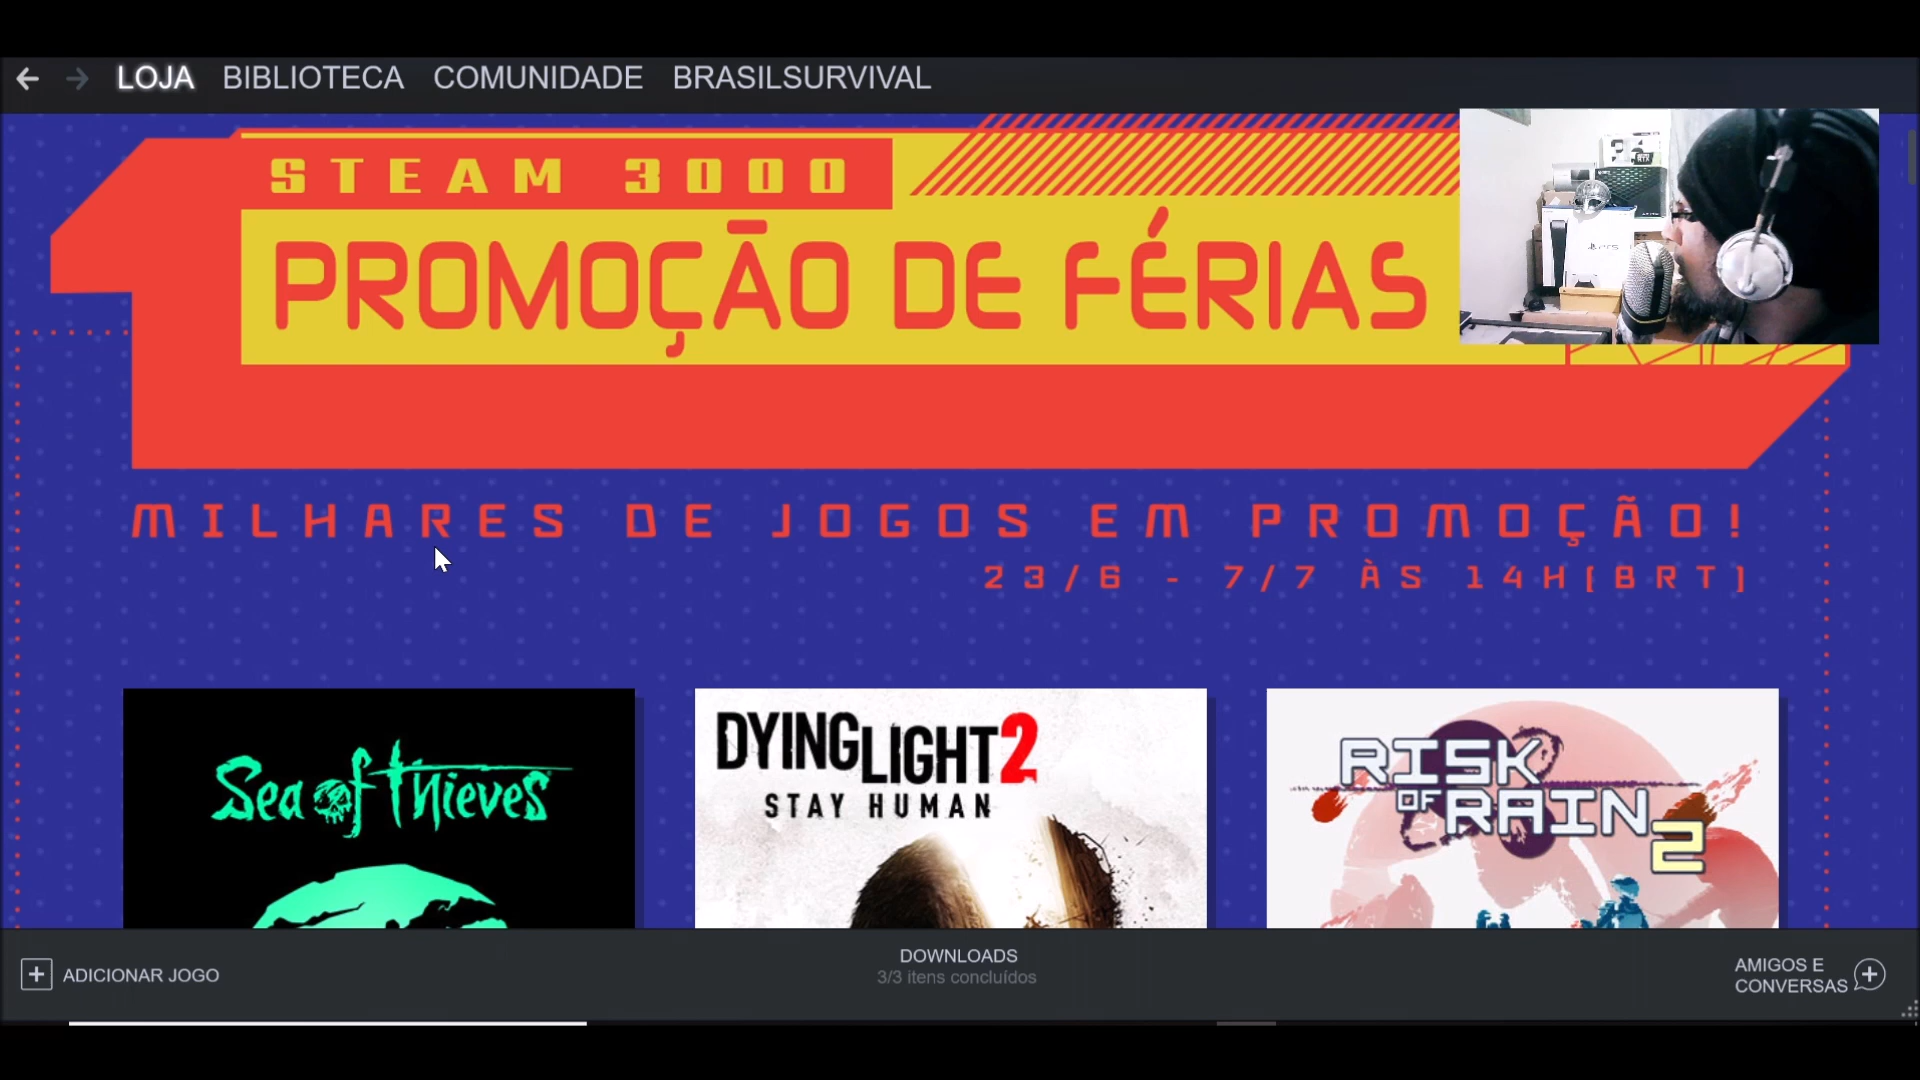 LOJA BIBLIOTECA COMUNIDADE BRASILSURVIVAL
STEAM 3000
PROMOÇÃO DE FÉRIAS
MILHARES DE JOGOS EM PROMOÇÃO!
23/6 - 7/7 ÀS 14H[BRT]
Sea of Thieves
DYING LIGHT 2
STAY HUMAN
RISK
OF RAIN
2
ADICIONAR JOGO
DOWNLOADS
3/3 itens concluídos
AMIGOS E
CONVERSAS